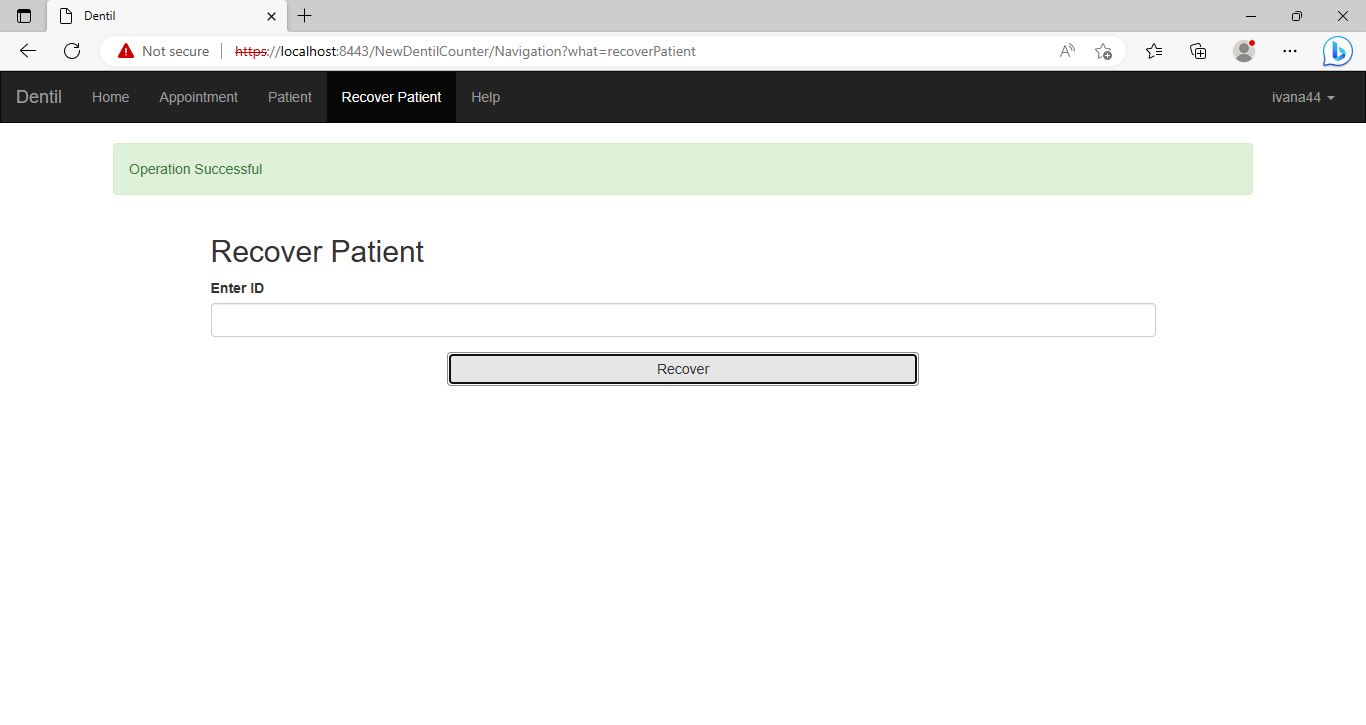 Dentil
Not secure https://localhost:8443/NewDentilCounter/Navigation?what=recoverPatient
Dentil Home Appointment Patient Recover Patient Help ivana44
Operation Successful
Recover Patient
Enter ID
Recover